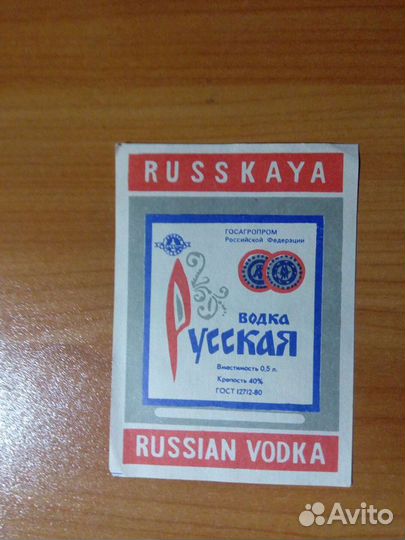 RUSSKAYA
ГОСАГРОПРОМ
Российской Федерации
ВОДКА
Русская
Вместимость 0,5 л.
Крепость 40%
ГОСТ 12712-80
RUSSIAN VODKA
Avito